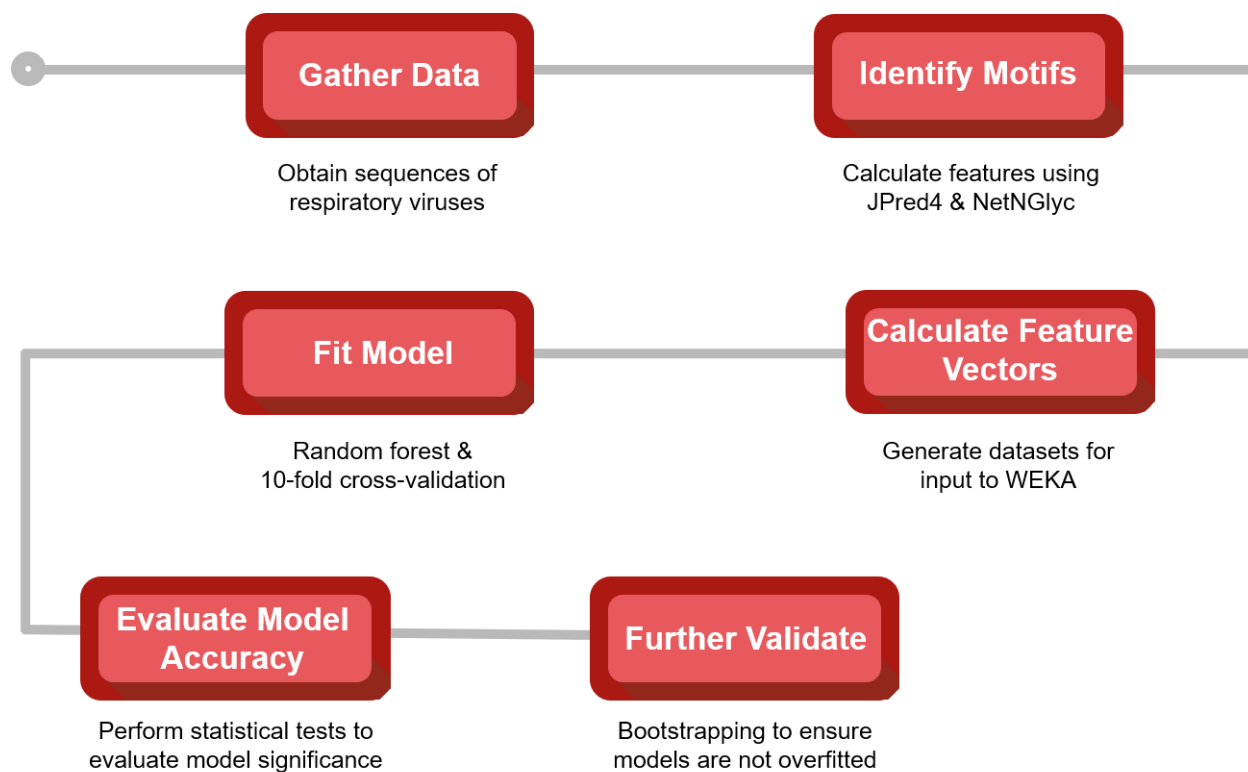 Gather Data
Obtain sequences of
respiratory viruses
Identify Motifs
Calculate features using
JPred4 & NetNGlyc
Calculate Feature
Vectors
Generate datasets for
input to WEKA
Fit Model
Random forest &
10-fold cross-validation
Evaluate Model
Accuracy
Perform statistical tests to
evaluate model significance
Further Validate
Bootstrapping to ensure
models are not overfitted